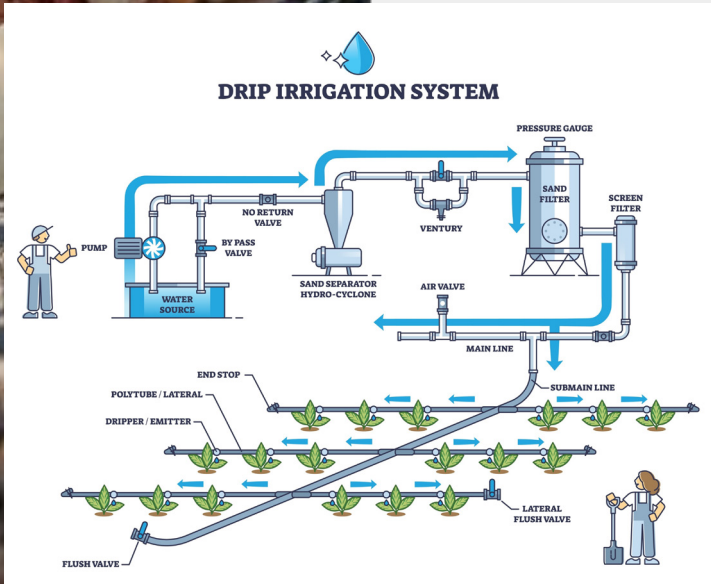 DRIP IRRIGATION SYSTEM
PRESSURE GAUGE
SAND
FILTER
SCREEN
FILTER
NO RETURN
VALVE
VENTURY
PUMP
BY PASS
VALVE
SAND SEPARATOR
HYDRO-CYCLONE
WATER
SOURCE
AIR VALVE
MAIN LINE
END STOP
SUBMAIN LINE
POLYTUBE / LATERAL
DRIPPER / EMITTER
LATERAL
FLUSH VALVE
FLUSH VALVE